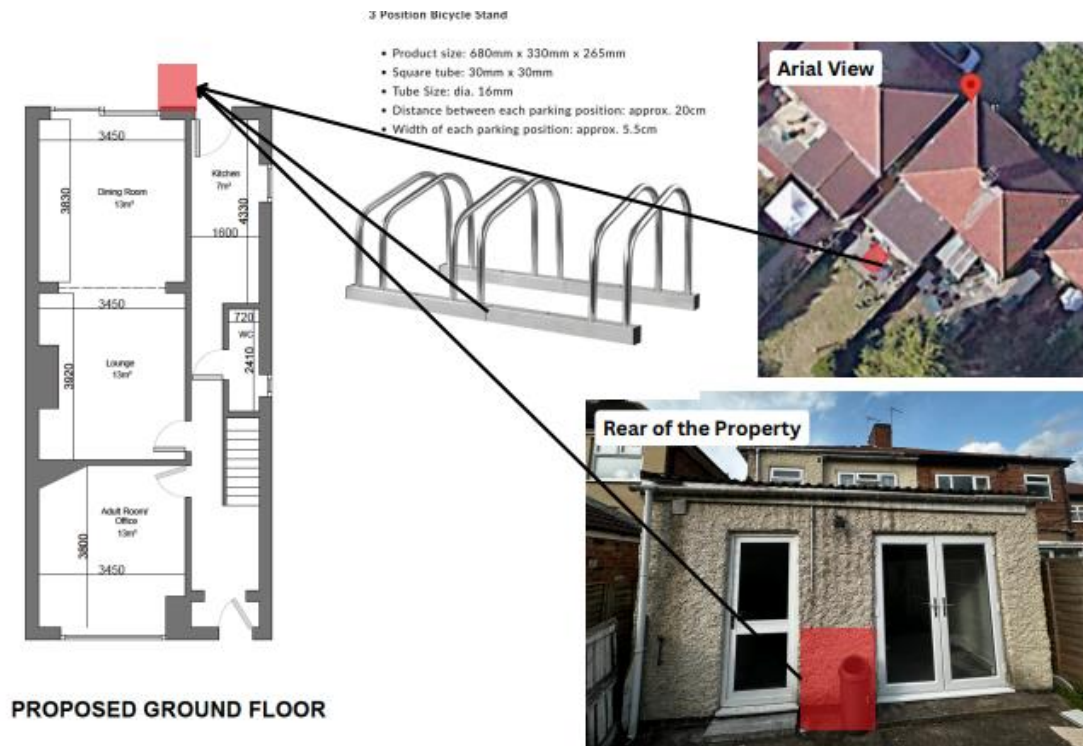 3 Position Bicycle Stand
• Product size: 680mm x 330mm x 265mm
• Square tube: 30mm x 30mm
• Tube Size: dia. 16mm
• Distance between each parking position: approx. 20cm
• Width of each parking position: approx. 5.5cm
Arial View
3450
Dining Room
13m²
3830
Kitchen
7m²
4330
1600
3450
Lounge
13m²
3920
720
WC
2410
Adult Room/
Office
13m²
3800
3450
Rear of the Property
PROPOSED GROUND FLOOR